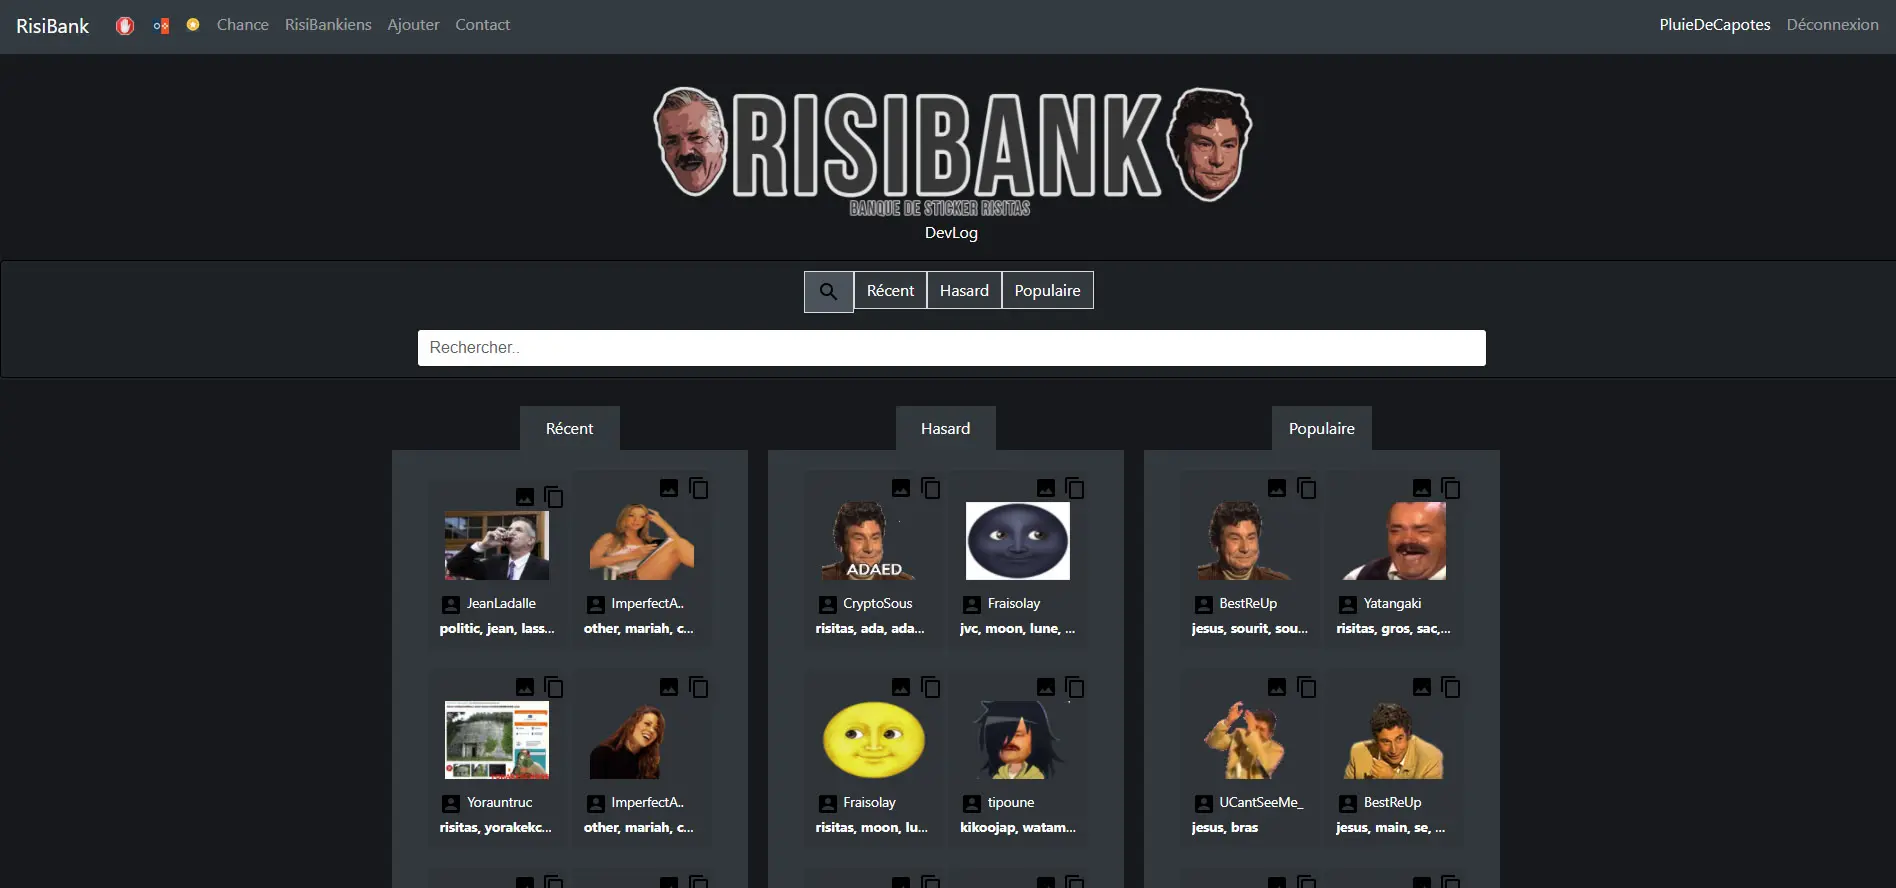 RisiBank Chance RisiBankiens Ajouter Contact PluieDeCapotes Déconnexion
RISIBANK
BANQUE DE STICKER RISITAS
DevLog
Récent Hasard Populaire
Rechercher..
Récent Hasard Populaire
ADAED
JeanLadalle ImperfectA.. CryptoSous Fraisolay BestReUp Yatangaki
politic, jean, lass... other, mariah, c... risitas, ada, ada... jvc, moon, lune, ... jesus, sourit, sou... risitas, gros, sac,...
Yorauntruc ImperfectA.. Fraisolay tipoune UCantSeeMe_ BestReUp
risitas, yorakekc... other, mariah, c... risitas, moon, lu... kikoojap, watam... jesus, bras jesus, main, se, ...